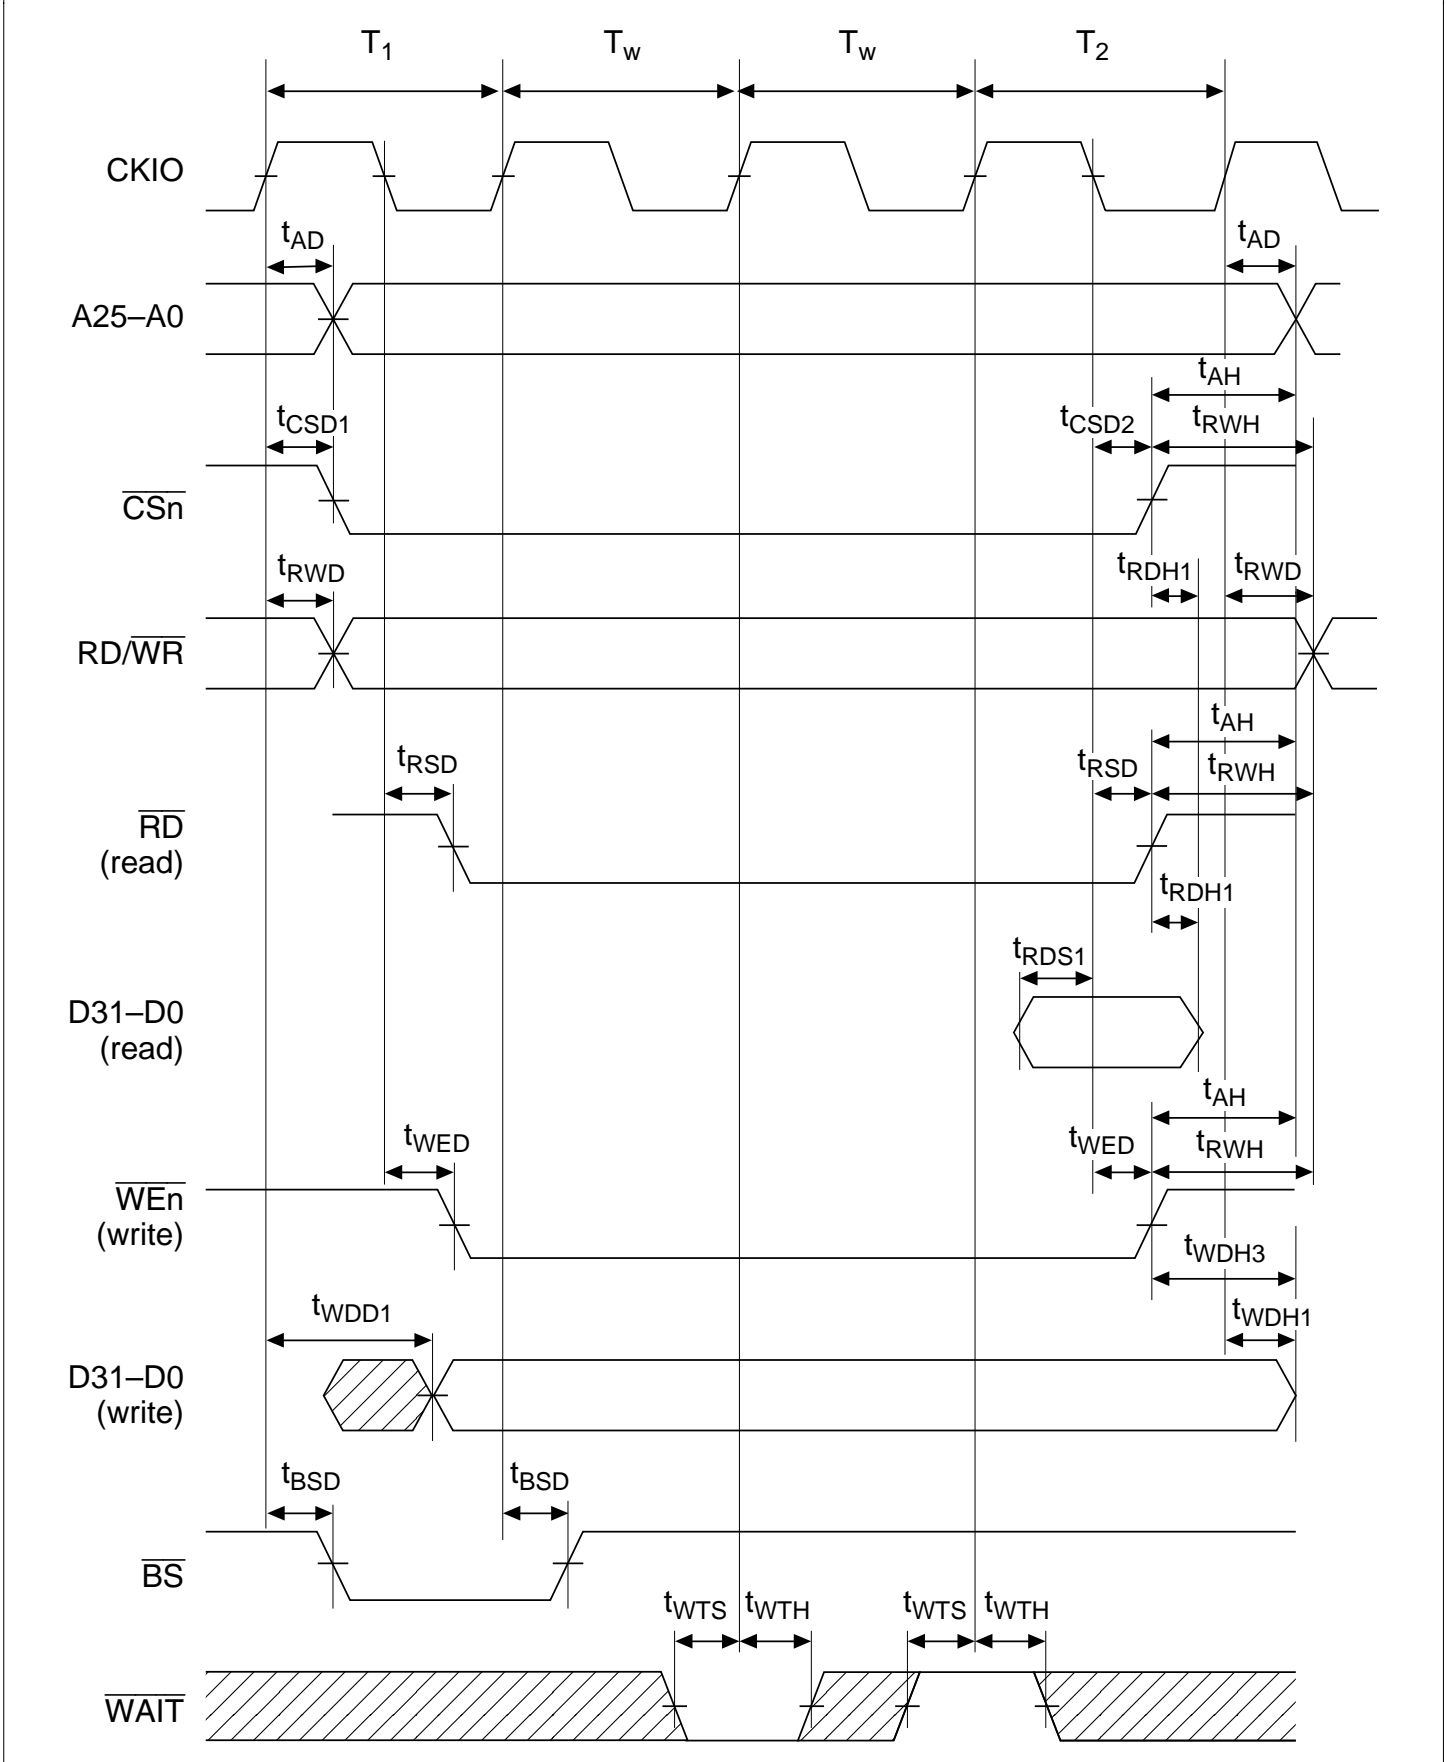 T1 Tw Tw T2
CKIO
tAD tAD
A25–A0
tAH
tCSD1 tCSD2 tRWH
CSn
tRWD tRDH1 tRWD
RD/WR
tAH
tRSD tRSD tRWH
RD
(read)
tRDH1
tRDS1
D31–D0
(read)
tAH
tWED tWED tRWH
WEn
(write)
tWDH3
tWDD1 tWDH1
D31–D0
(write)
tBSD tBSD
BS
tWTS tWTH tWTS tWTH
WAIT